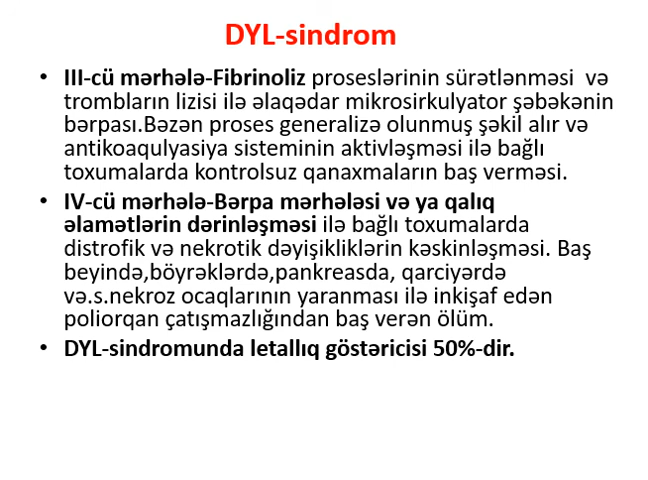 DYL-sindrom
• III-cü mərhələ-Fibrinoliz proseslərinin sürətlənməsi və
trombların lizisi ilə əlaqədar mikrosirkulyator şəbəkənin
bərpası.Bəzən proses generalizə olunmuş şəkil alır və
antikoaqulyasiya sisteminin aktivləşməsi ilə bağlı
toxumalarda kontrolsuz qanaxmaların baş verməsi.
• IV-cü mərhələ-Bərpa mərhələsi və ya qalıq
əlamətlərin dərinləşməsi ilə bağlı toxumalarda
distrofik və nekrotik dəyişikliklərin kəskinləşməsi. Baş
beyində,böyrəklərdə,pankreasda, qarciyərdə
və.s.nekroz ocaqlarının yaranması ilə inkişaf edən
poliorqan çatışmazlığından baş verən ölüm.
• DYL-sindromunda letallıq göstəricisi 50%-dir.